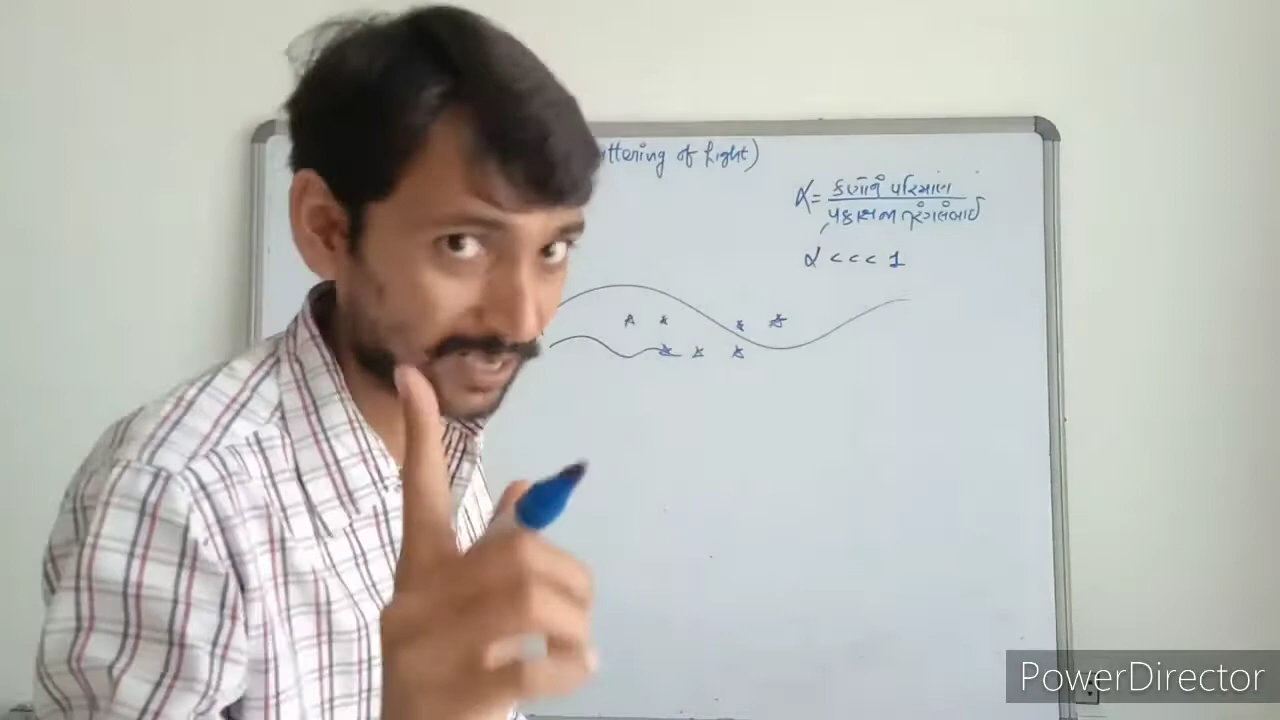 ttering of Light)
α = કણોનું પરિમાણ
પ્રકાશના તરંગલંબાઈ
α < < < 1
PowerDirector